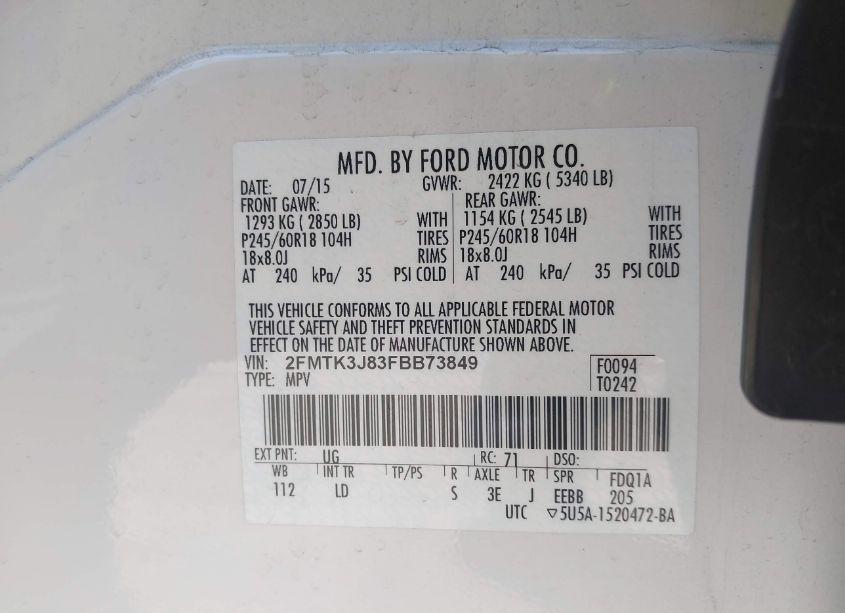 MFD. BY FORD MOTOR CO.
DATE: 07/15 GVWR: 2422 KG ( 5340 LB)
FRONT GAWR: REAR GAWR:
1293 KG ( 2850 LB) WITH 1154 KG ( 2545 LB) WITH
P245/60R18 104H TIRES P245/60R18 104H TIRES
18x8.0J RIMS 18x8.0J RIMS
AT 240 kPa/ 35 PSI COLD AT 240 kPa/ 35 PSI COLD
THIS VEHICLE CONFORMS TO ALL APPLICABLE FEDERAL MOTOR
VEHICLE SAFETY AND THEFT PREVENTION STANDARDS IN
EFFECT ON THE DATE OF MANUFACTURE SHOWN ABOVE.
VIN: 2FMTK3J83FBB73849 F0094
TYPE: MPV T0242
EXT PNT: UG RC: 71 DSO:
WB INT TR TP/PS R AXLE TR SPR FDQ1A
112 LD S 3E J EEBB 205
UTC ▽5U5A-1520472-BA